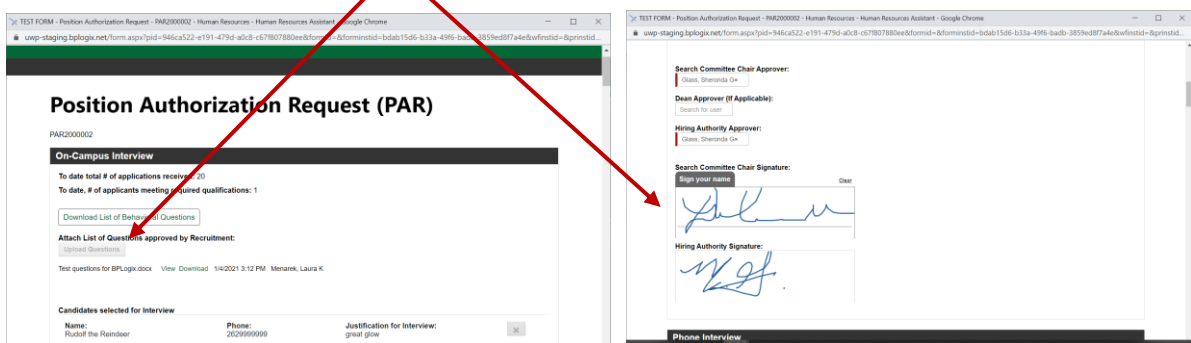 TEST FORM - Position Authorization Request - PAR2000002 - Human Resources - Human Resources Assistant - Google Chrome
uwp-staging.bplogix.net/form.aspx?pid=946ca522-e191-479d-a0c8-c67f807880ee&formid=&forminstid=bdab15d6-b33a-49f6-badb-3859ed8f7a4e&wfinstid=&prinstid...
Position Authorization Request (PAR)
PAR2000002
On-Campus Interview
To date total # of applications received: 20
To date, # of applicants meeting required qualifications: 1
Download List of Behavioral Questions
Attach List of Questions approved by Recruitment:
Upload Questions
Test questions for BPLogix.docx View Download 1/4/2021 3:12 PM Menarek, Laura K
Candidates selected for Interview
Name: Phone: Justification for Interview:
Rudolf the Reindeer 2629999999 great glow
TEST FORM - Position Authorization Request - PAR2000002 - Human Resources - Human Resources Assistant - Google Chrome
uwp-staging.bplogix.net/form.aspx?pid=946ca522-e191-479d-a0c8-c67f807880ee&formid=&forminstid=bdab15d6-b33a-49f6-badb-3859ed8f7a4e&wfinstid=&prinstid...
Search Committee Chair Approver:
Glass, Sheronda G
Dean Approver (If Applicable):
Search for user
Hiring Authority Approver:
Glass, Sheronda G
Search Committee Chair Signature:
Sign your name Clear
Hiring Authority Signature:
Phone Interview